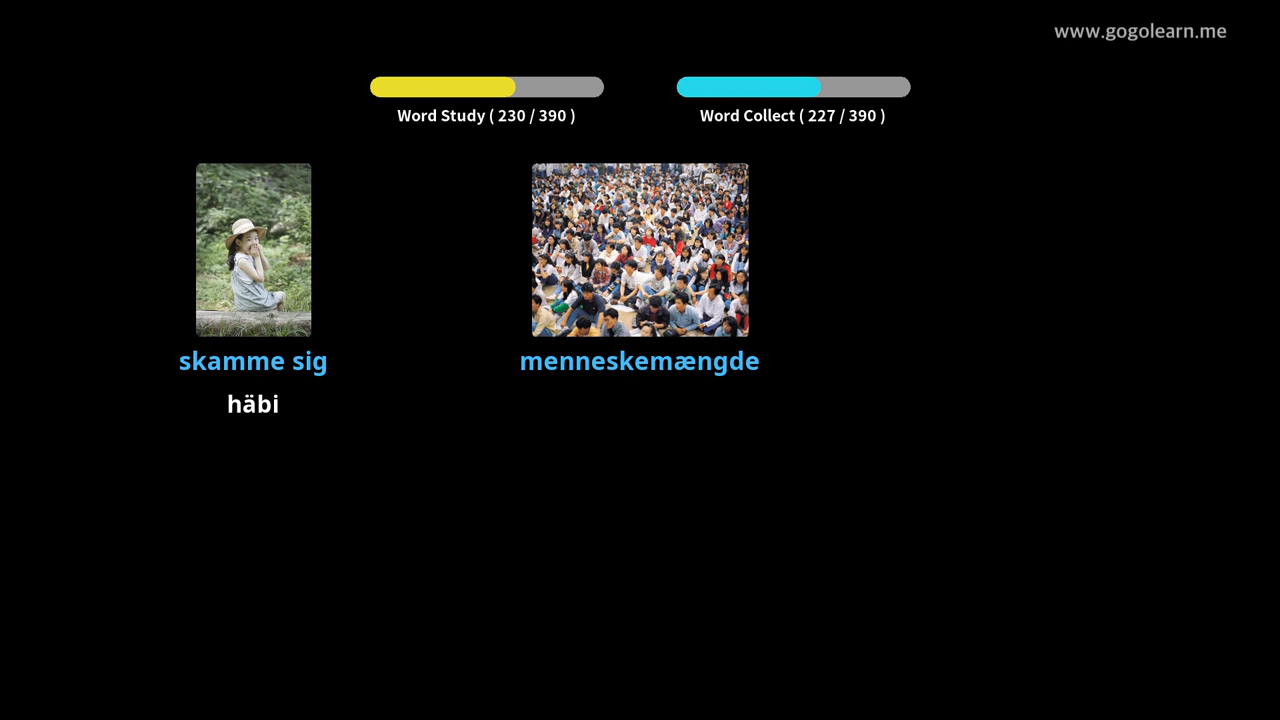 www.gogolearn.me
Word Study ( 230 / 390 )
Word Collect ( 227 / 390 )
skamme sig
häbi
menneskemængde